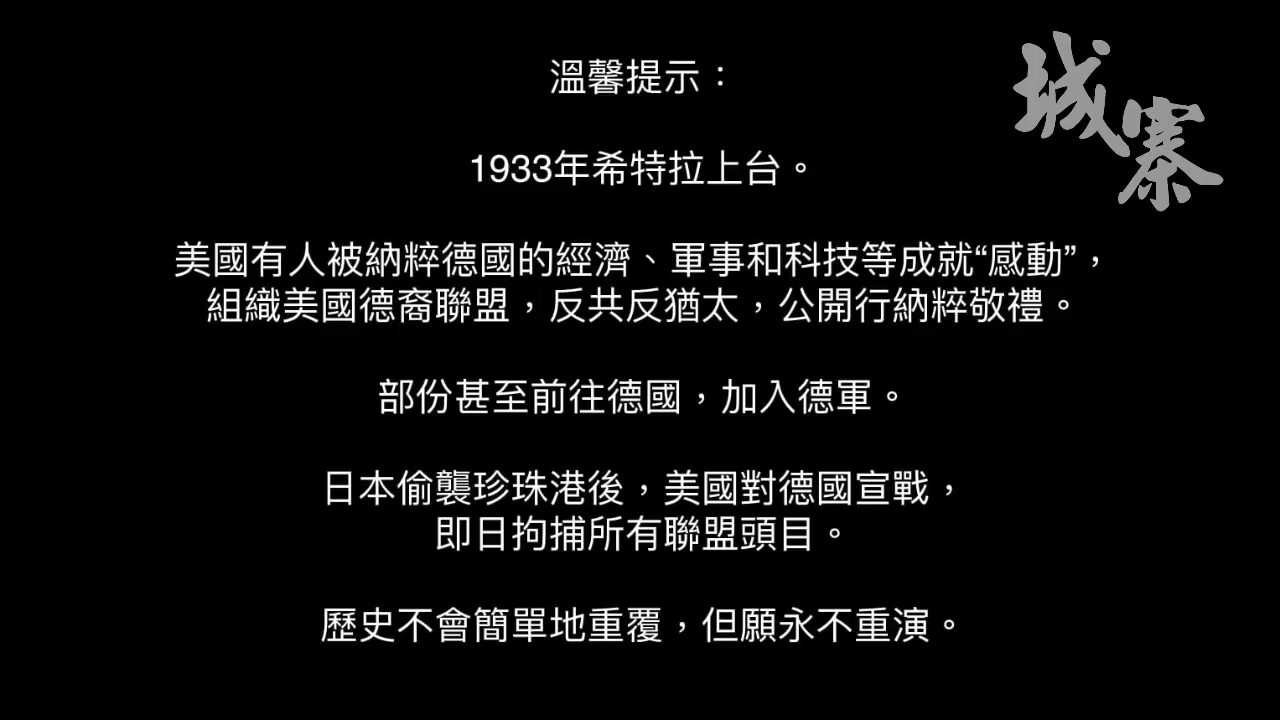 溫馨提示：
城寨
1933年希特拉上台。
美國有人被納粹德國的經濟、軍事和科技等成就“感動”，
組織美國德裔聯盟，反共反猶太，公開行納粹敬禮。
部份甚至前往德國，加入德軍。
日本偷襲珍珠港後，美國對德國宣戰，
即日拘捕所有聯盟頭目。
歷史不會簡單地重覆，但願永不重演。